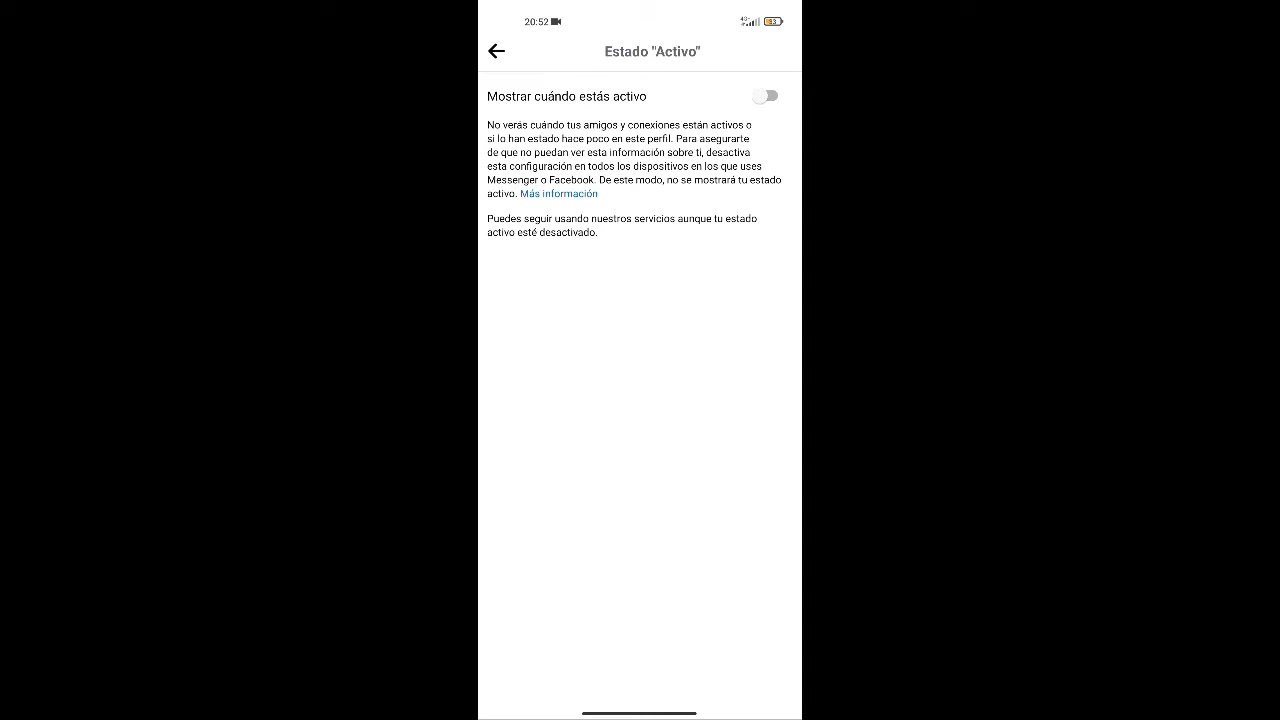 20:52
4G+
Estado "Activo"
Mostrar cuándo estás activo
No verás cuándo tus amigos y conexiones están activos o
si lo han estado hace poco en este perfil. Para asegurarte
de que no puedan ver esta información sobre ti, desactiva
esta configuración en todos los dispositivos en los que uses
Messenger o Facebook. De este modo, no se mostrará tu estado
activo. Más información
Puedes seguir usando nuestros servicios aunque tu estado
activo esté desactivado.